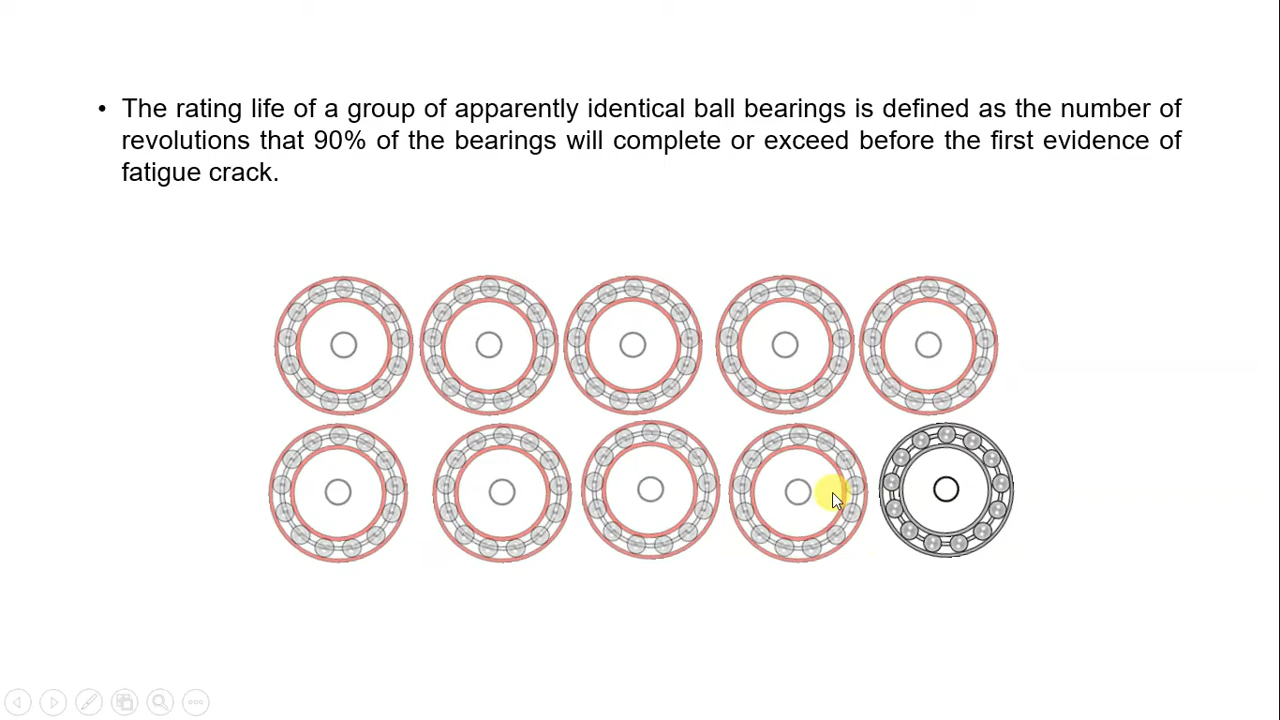 • The rating life of a group of apparently identical ball bearings is defined as the number of
revolutions that 90% of the bearings will complete or exceed before the first evidence of
fatigue crack.